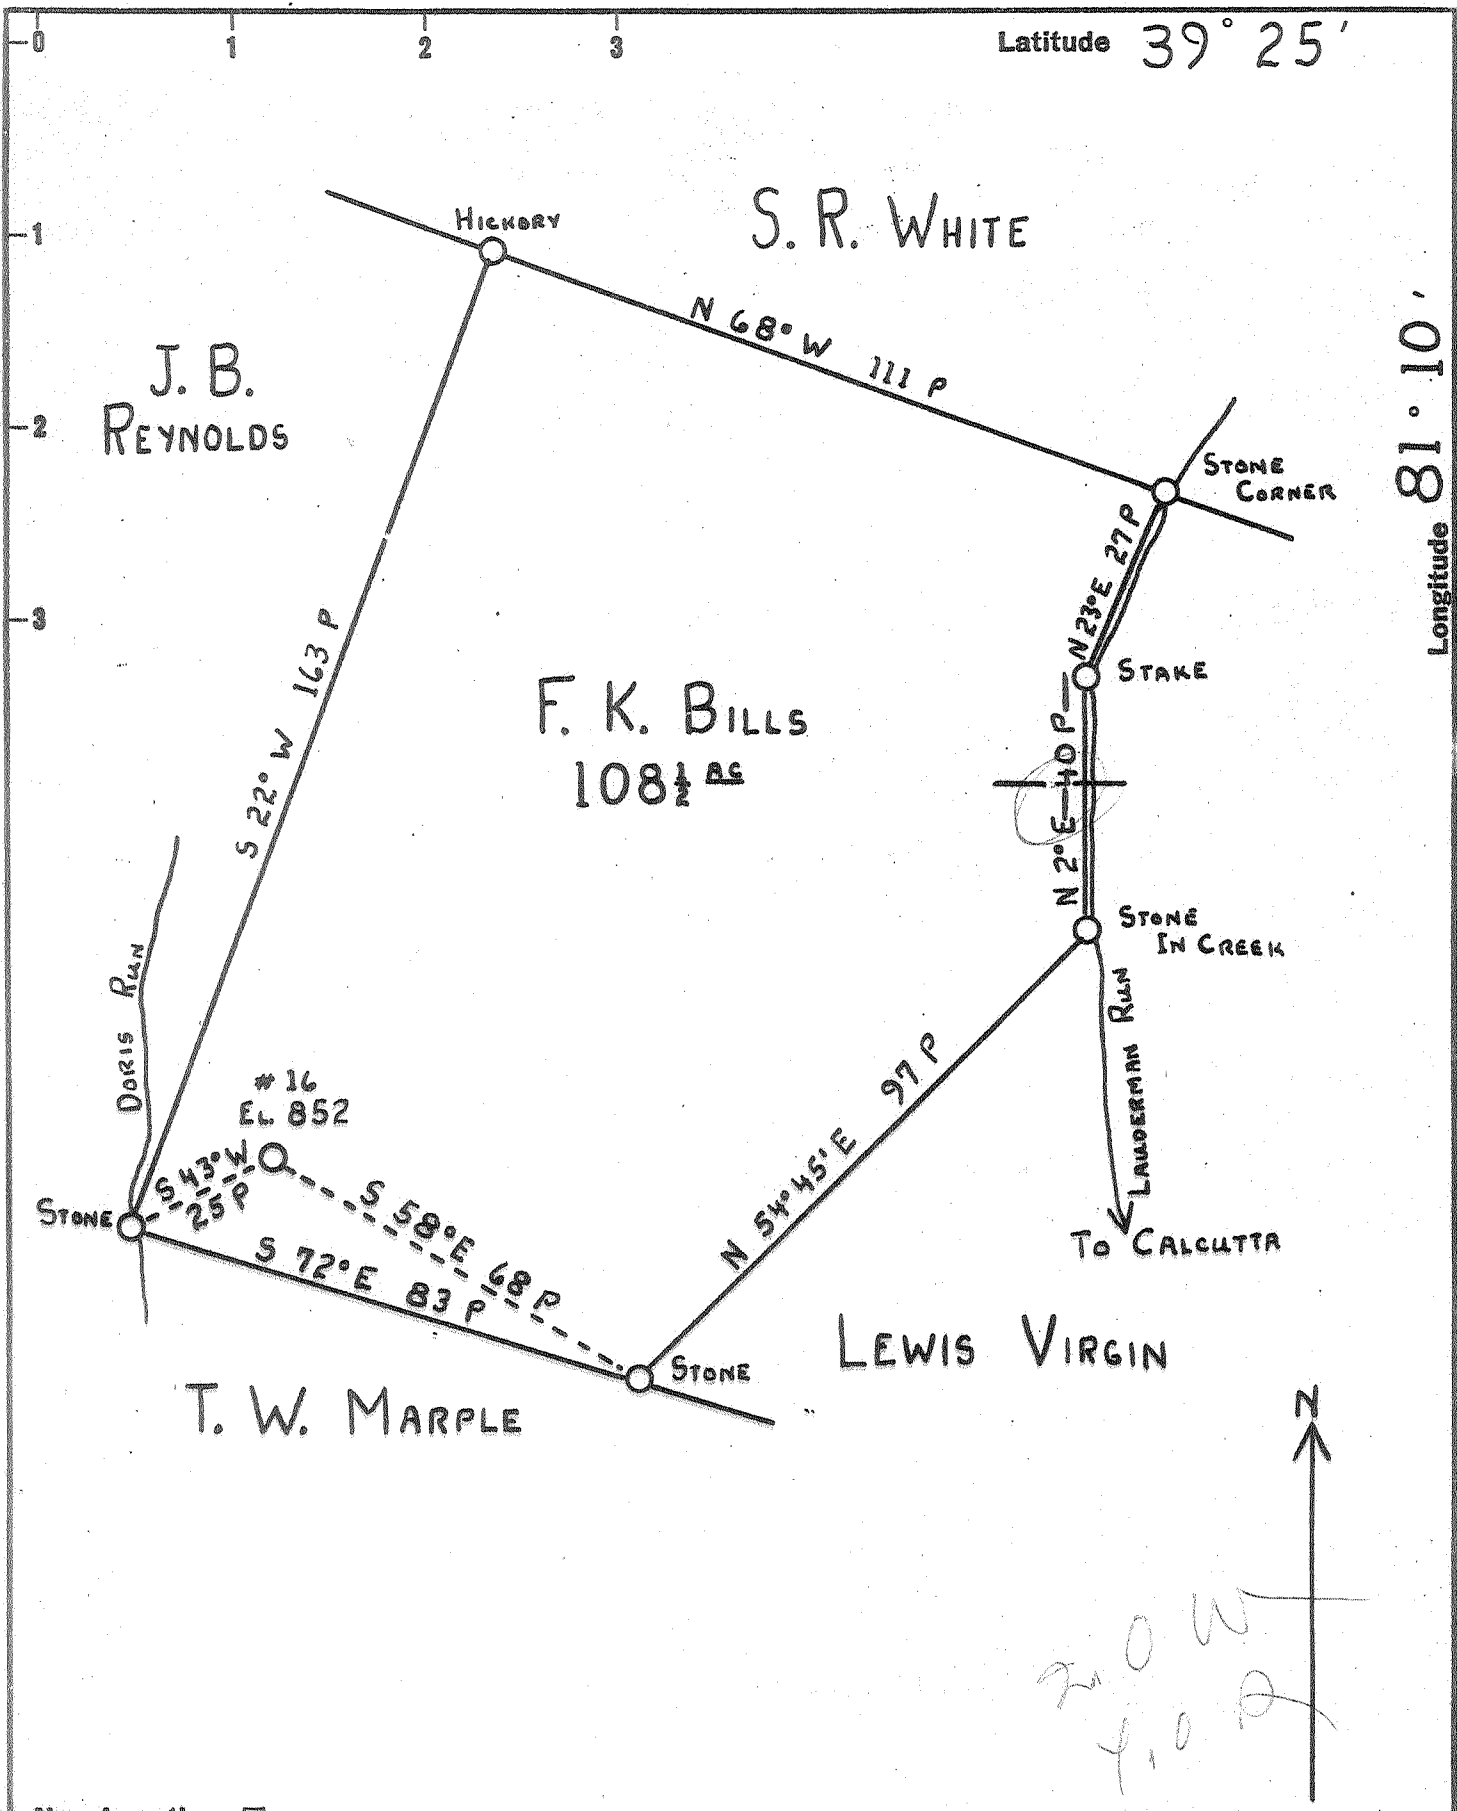 0 1 2 3
Latitude 39° 25'
1
2
3
Longitude 81° 10'
HICKORY
S. R. WHITE
N 68° W 111 P
J. B.
REYNOLDS
STONE
CORNER
N 23° E 27 P
S 22° W 163 P
STAKE
F. K. BILLS
108½ AC
N 2° E 40 P
STONE
IN CREEK
DORIS RUN
LAUDERMAN RUN
97 P
N 54° 45' E
# 16
EL. 852
S 43° W
25 P
S 58° E 68 P
STONE
S 72° E 83 P
TO CALCUTTA
STONE
LEWIS VIRGIN
T. W. MARPLE
N